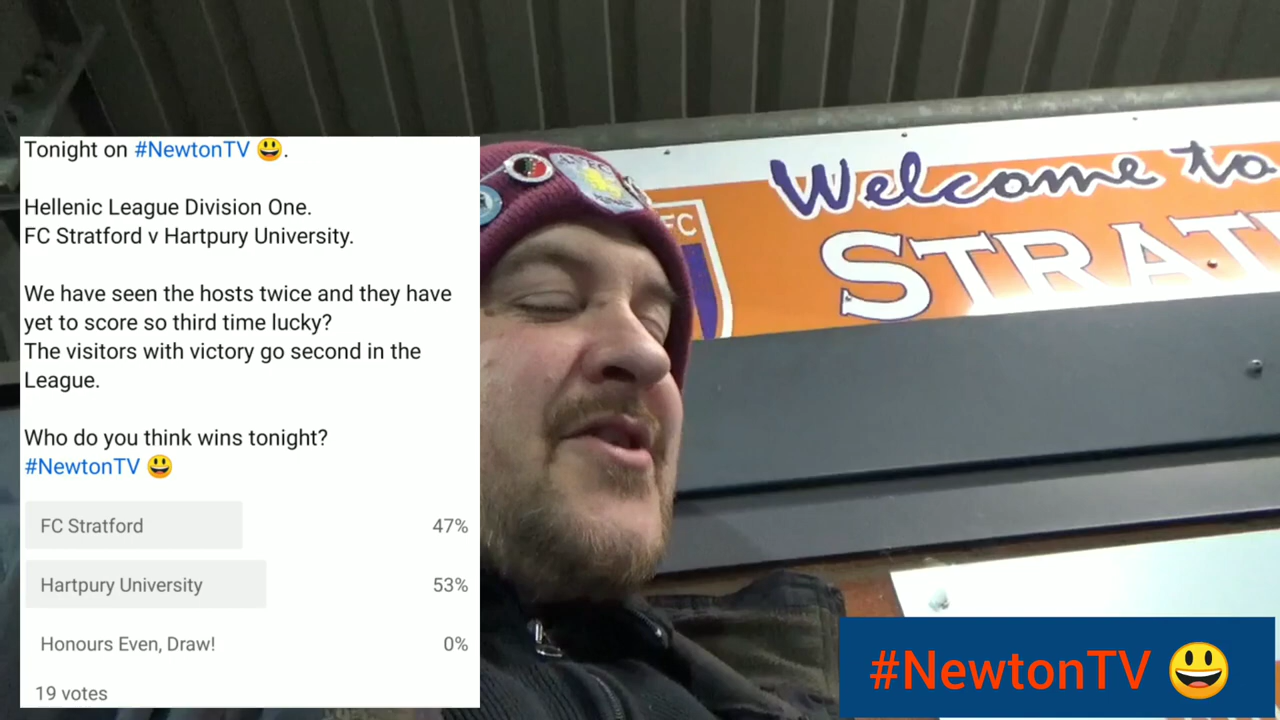 Tonight on #NewtonTV 😃.
Hellenic League Division One.
FC Stratford v Hartpury University.
We have seen the hosts twice and they have
yet to score so third time lucky?
The visitors with victory go second in the
League.
Who do you think wins tonight?
#NewtonTV 😃
FC Stratford 47%
Hartpury University 53%
Honours Even, Draw! 0%
19 votes
Welcome to
STRAT
FC
#NewtonTV 😃